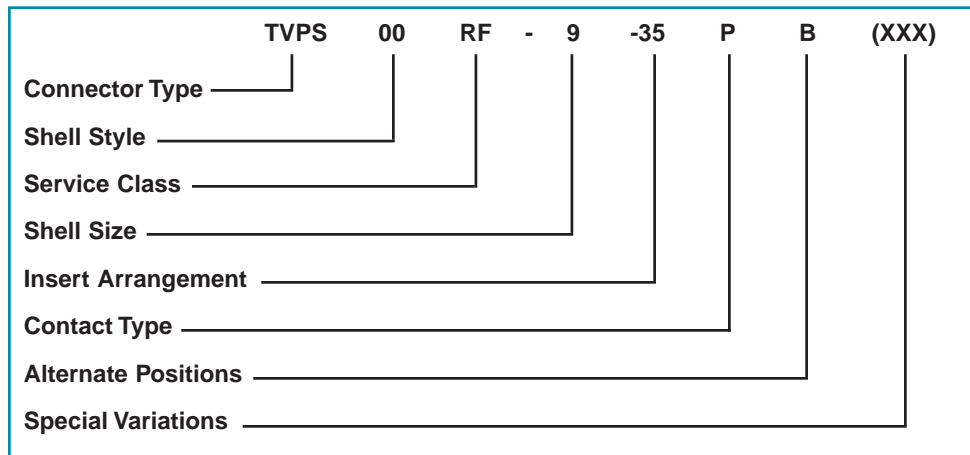 TVPS 00 RF - 9 -35 P B (XXX)
Connector Type
Shell Style
Service Class
Shell Size
Insert Arrangement
Contact Type
Alternate Positions
Special Variations